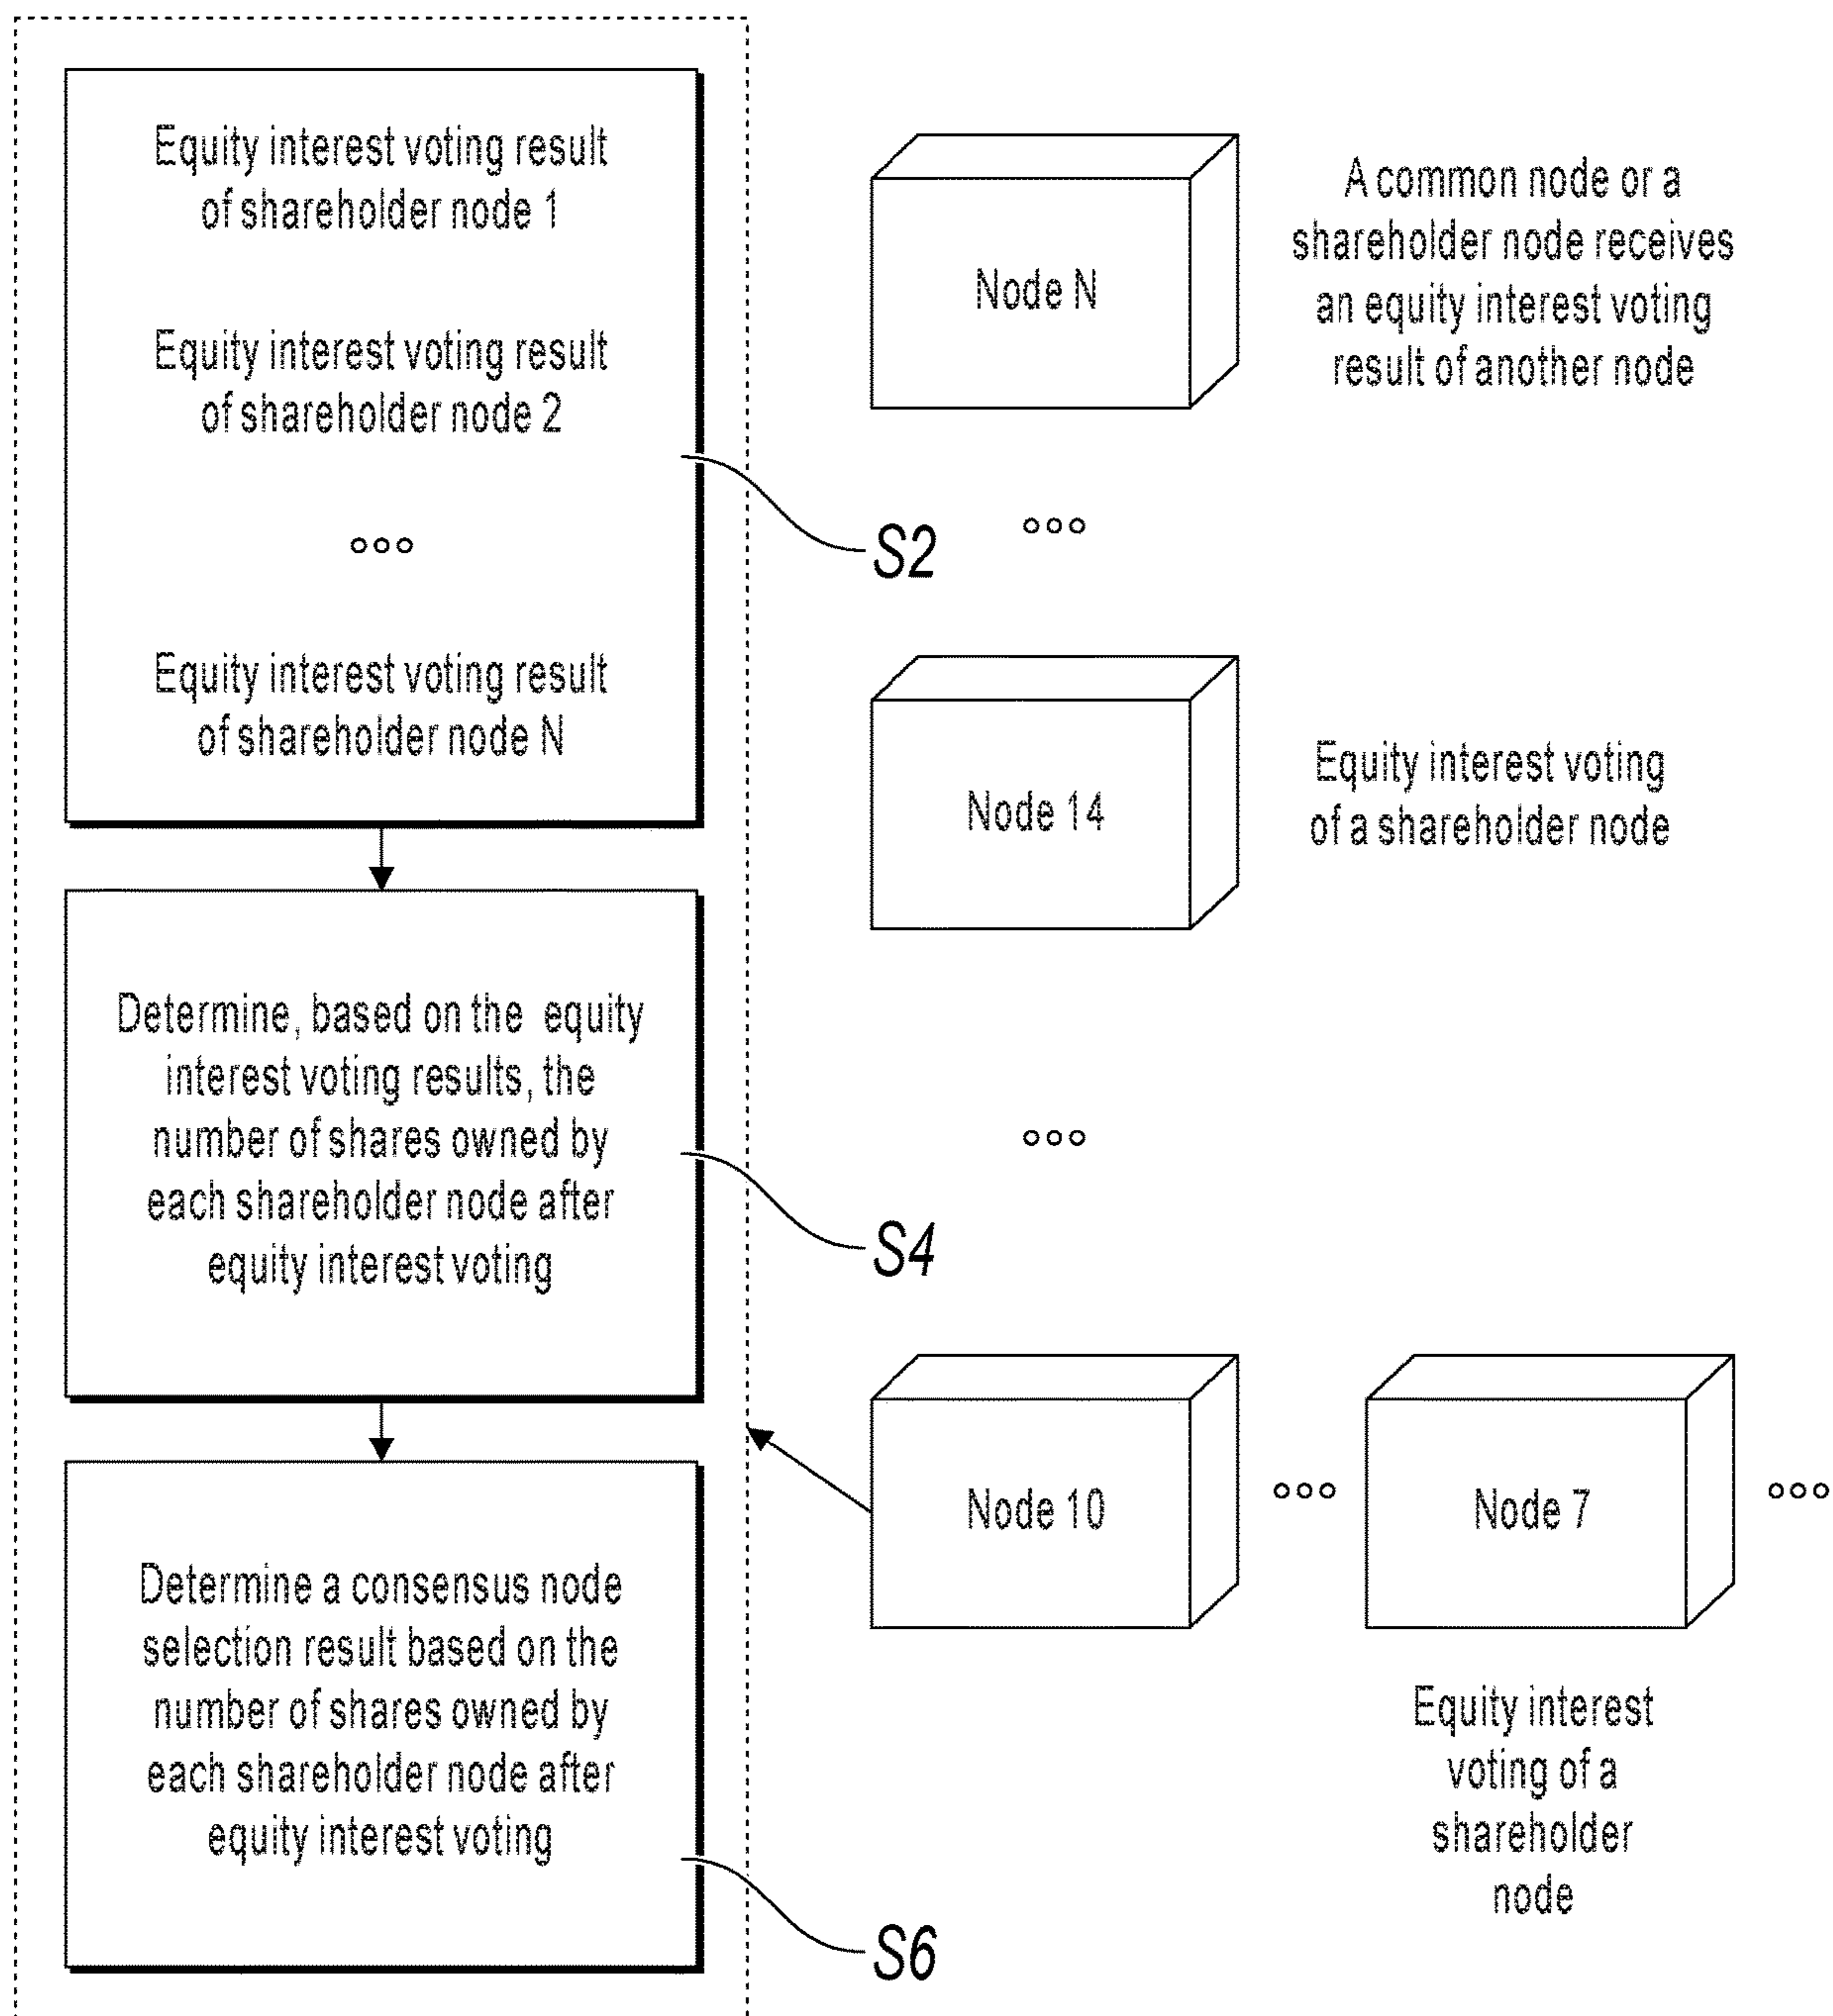 Equity interest voting result
of shareholder node 1
Equity interest voting result
of shareholder node 2
Equity interest voting result
of shareholder node N
S2
Determine, based on the equity
interest voting results, the
number of shares owned by
each shareholder node after
equity interest voting
S4
Determine a consensus node
selection result based on the
number of shares owned by
each shareholder node after
equity interest voting
S6
Node N
A common node or a
shareholder node receives
an equity interest voting
result of another node
Node 14
Equity interest voting
of a shareholder node
Node 10
Node 7
Equity interest
voting of a
shareholder
node